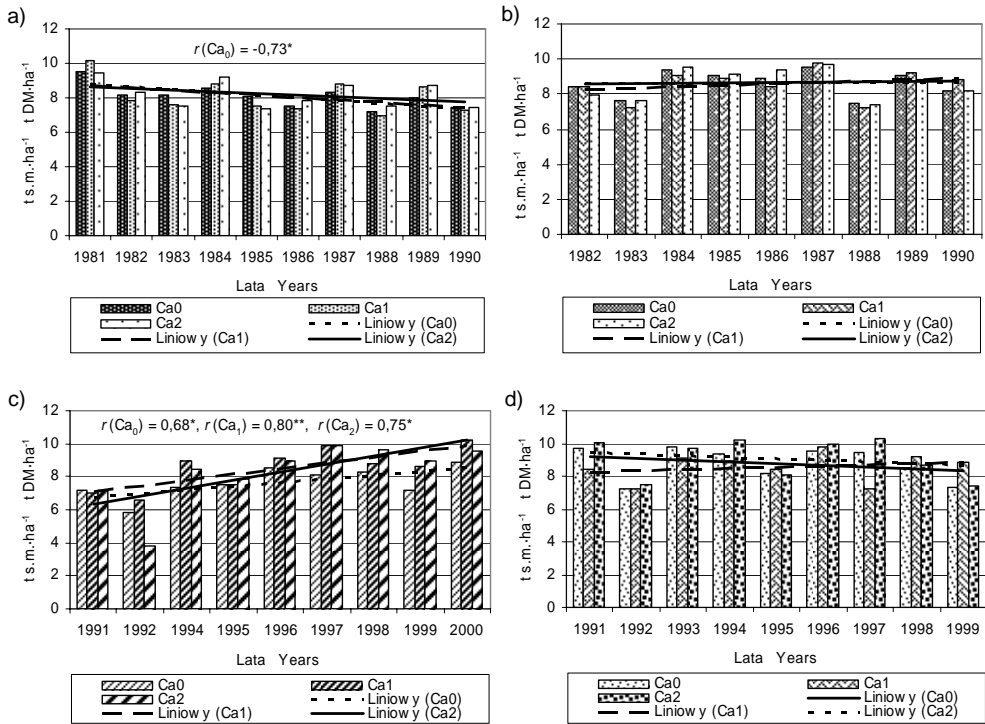 a)
t s.m.·ha⁻¹ t DM·ha⁻¹
12
10
8
6
4
2
0
r (Ca₀) = -0,73*
1981 1982 1983 1984 1985 1986 1987 1988 1989 1990
Lata Years
Ca0 Ca1
Ca2 Liniow y (Ca0)
Liniow y (Ca1) Liniow y (Ca2)
b)
t s.m.·ha⁻¹ t DM·ha⁻¹
12
10
8
6
4
2
0
1982 1983 1984 1985 1986 1987 1988 1989 1990
Lata Years
Ca0 Ca1
Ca2 Liniow y (Ca0)
Liniow y (Ca1) Liniow y (Ca2)
c)
t s.m.·ha⁻¹ t DM·ha⁻¹
12
10
8
6
4
2
0
r (Ca₀) = 0,68*, r (Ca₁) = 0,80**, r (Ca₂) = 0,75*
1991 1992 1994 1995 1996 1997 1998 1999 2000
Lata Years
Ca0 Ca1
Ca2 Liniow y (Ca0)
Liniow y (Ca1) Liniow y (Ca2)
d)
t s.m.·ha⁻¹ t DM·ha⁻¹
12
10
8
6
4
2
0
1991 1992 1993 1994 1995 1996 1997 1998 1999
Lata Years
Ca0 Ca1
Ca2 Liniow y (Ca0)
Liniow y (Ca1) Liniow y (Ca2)